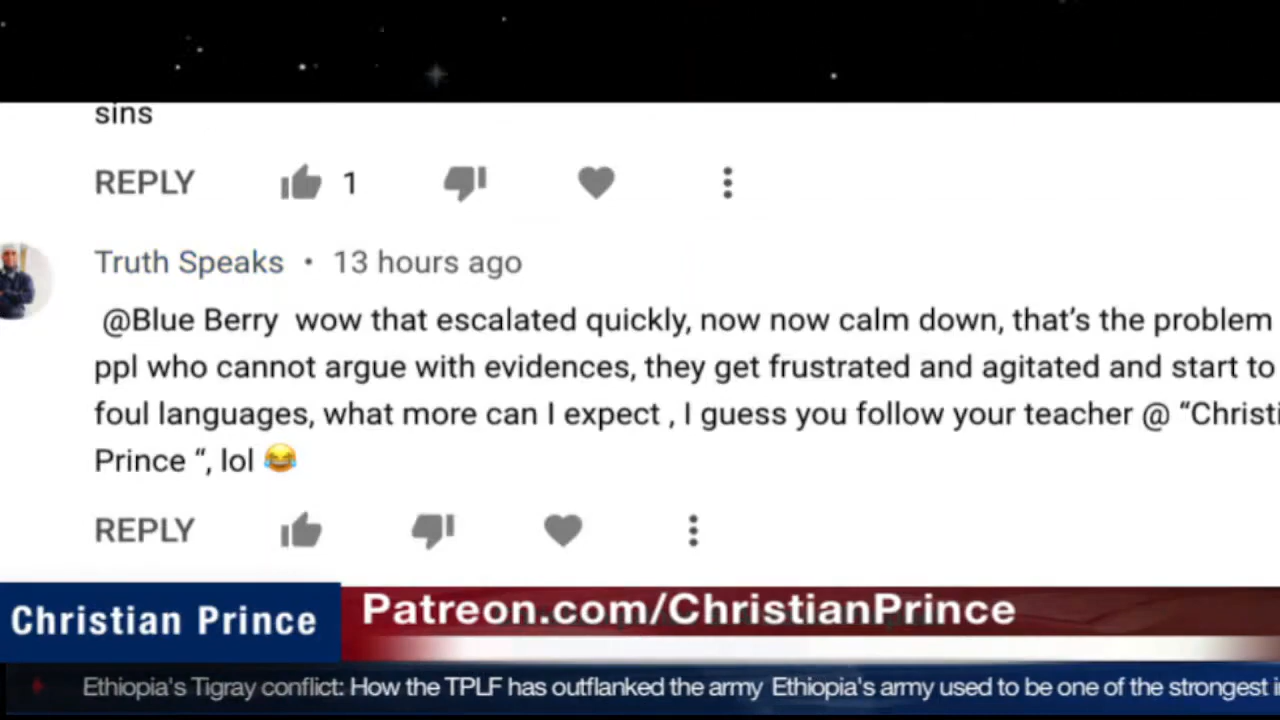 sins
REPLY 1
Truth Speaks • 13 hours ago
@Blue Berry wow that escalated quickly, now now calm down, that's the problem
ppl who cannot argue with evidences, they get frustrated and agitated and start to
foul languages, what more can I expect , I guess you follow your teacher @ “Christi
Prince “, lol 😂
REPLY
Christian Prince
Patreon.com/ChristianPrince
Ethiopia's Tigray conflict: How the TPLF has outflanked the army Ethiopia's army used to be one of the strongest i